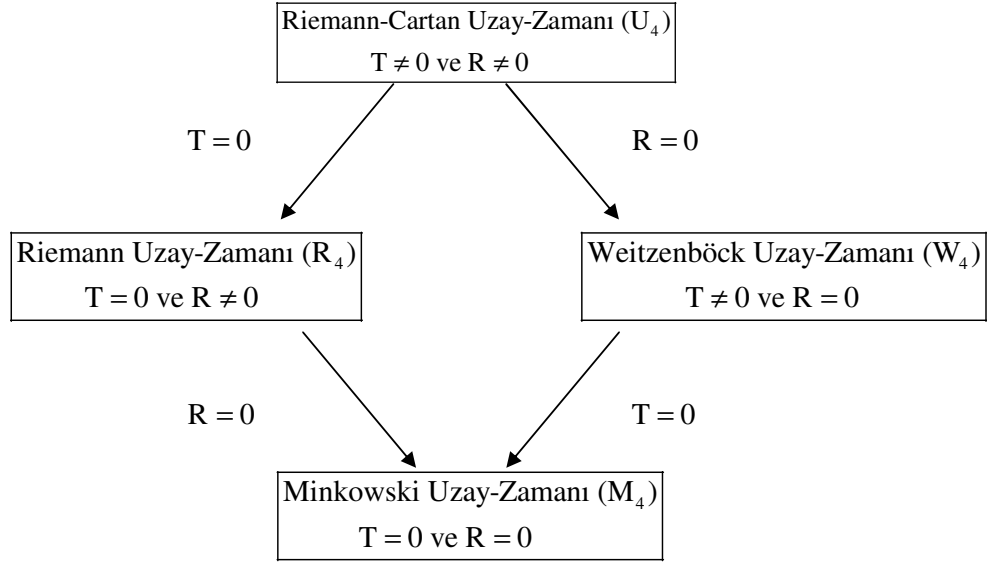 Riemann-Cartan Uzay-Zamanı (U₄)
T ≠ 0 ve R ≠ 0
T = 0
R = 0
Riemann Uzay-Zamanı (R₄)
T = 0 ve R ≠ 0
Weitzenböck Uzay-Zamanı (W₄)
T ≠ 0 ve R = 0
R = 0
T = 0
Minkowski Uzay-Zamanı (M₄)
T = 0 ve R = 0